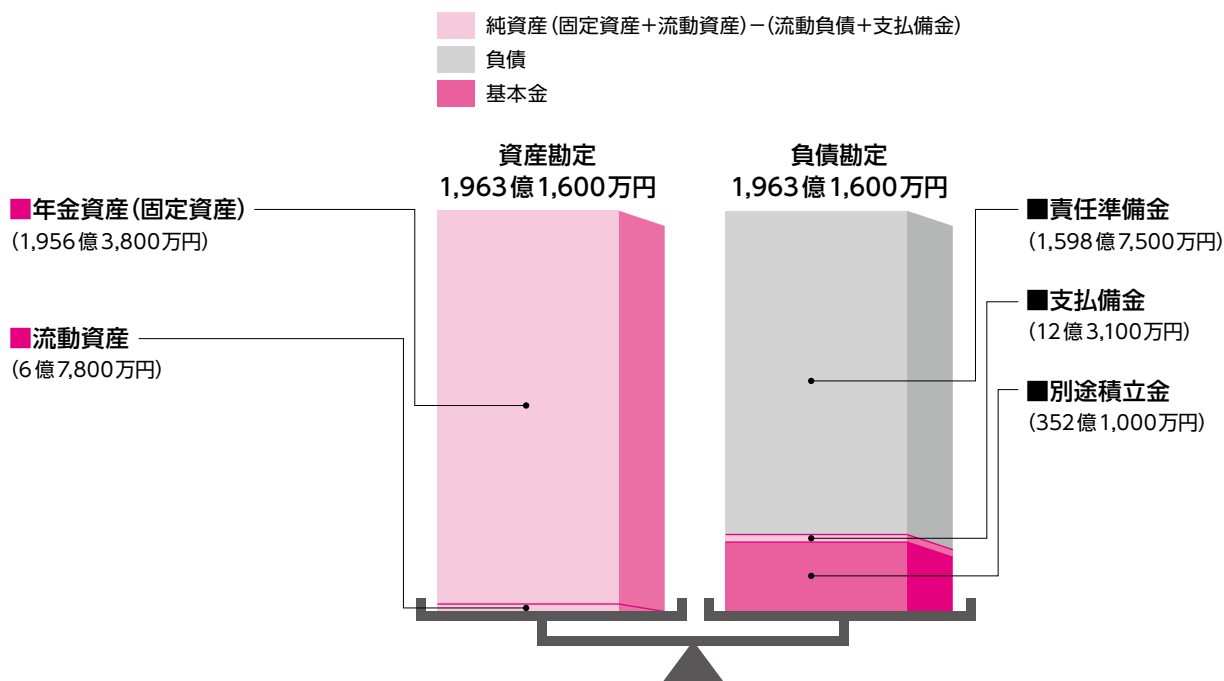 純資産(固定資産+流動資産)−(流動負債+支払備金)
負債
基本金
資産勘定
1,963億1,600万円
負債勘定
1,963億1,600万円
■年金資産(固定資産)
(1,956億3,800万円)
■流動資産
(6億7,800万円)
■責任準備金
(1,598億7,500万円)
■支払備金
(12億3,100万円)
■別途積立金
(352億1,000万円)